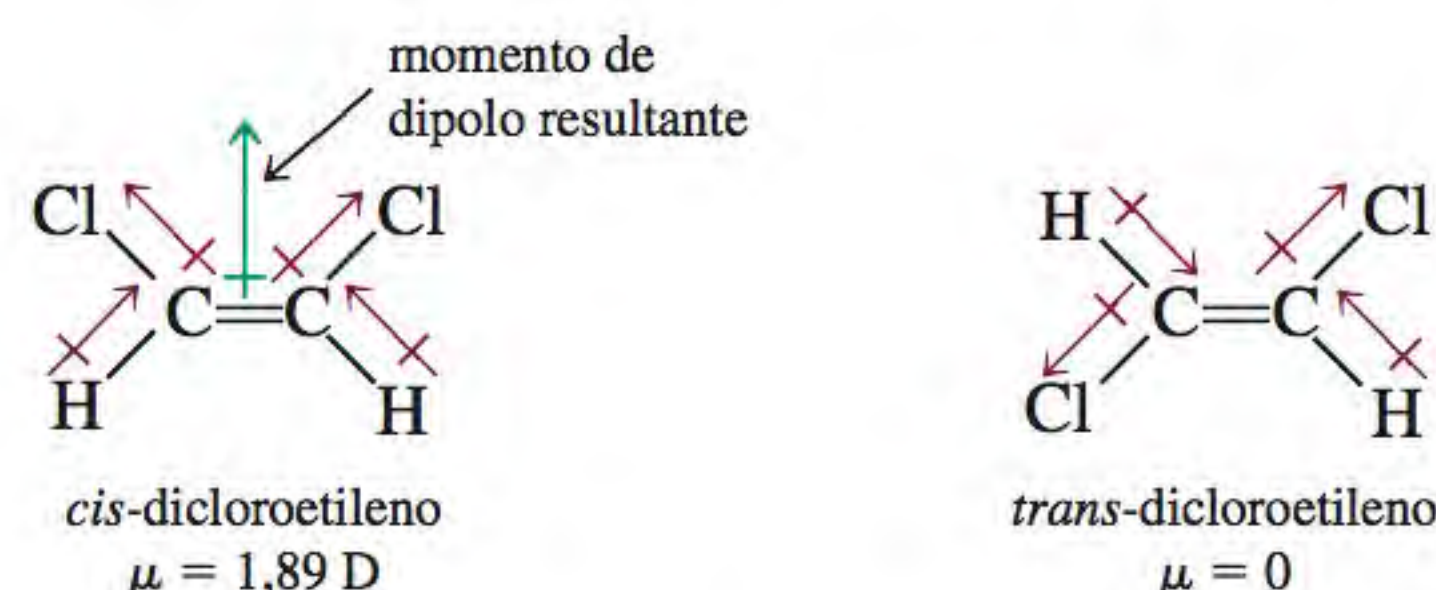 momento de
dipolo resultante
Cl Cl
C=C
H H
cis-dicloroetileno
μ = 1,89 D
H Cl
C=C
Cl H
trans-dicloroetileno
μ = 0